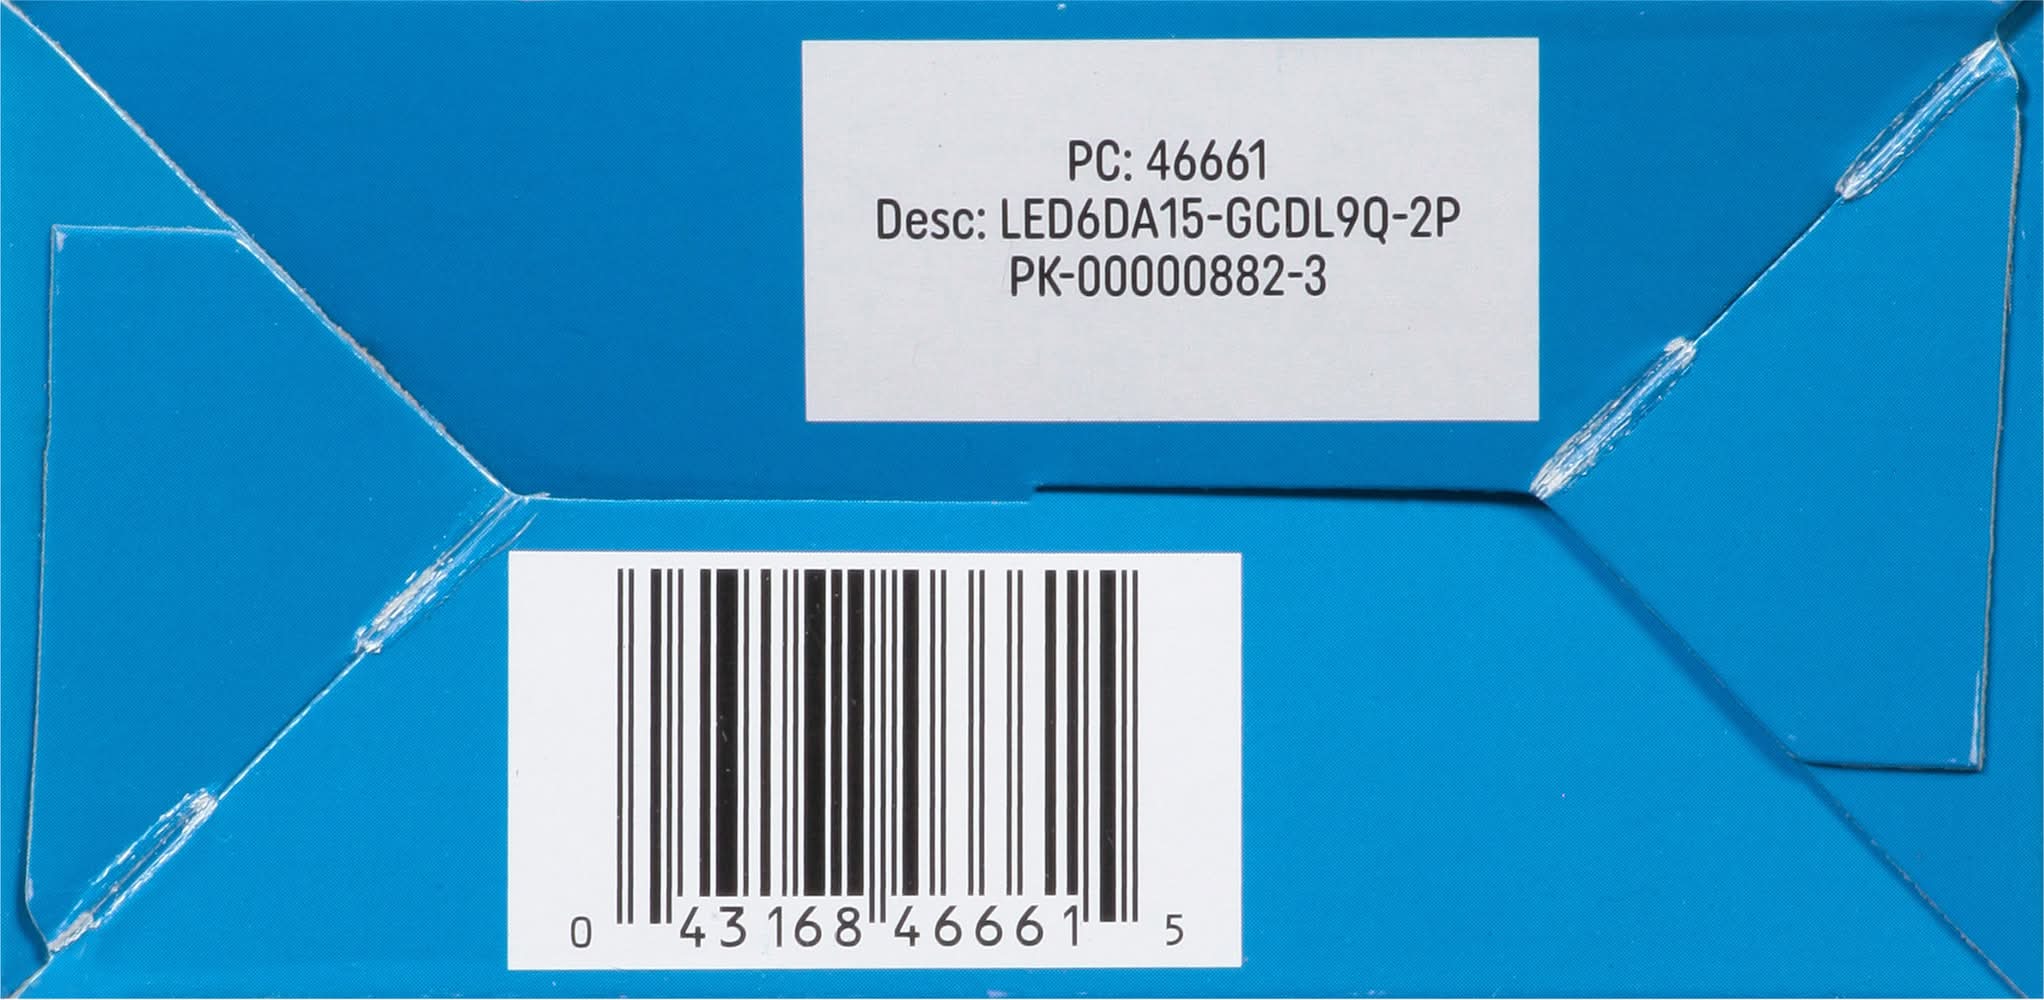 PC: 46661
Desc: LED6DA15-GCDL9Q-2P
PK-00000882-3
0 43168 46661 5